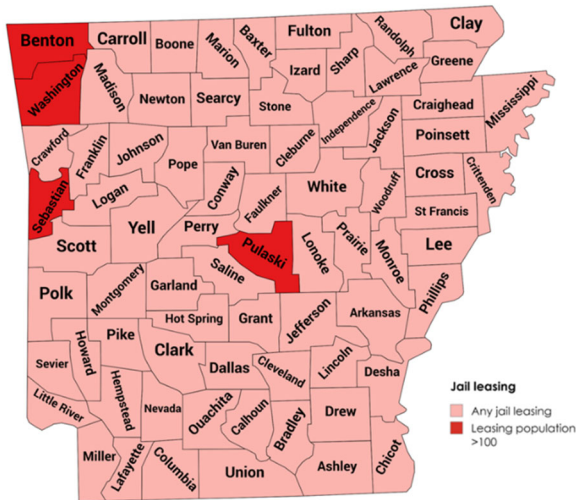 Benton
Carroll
Boone
Marion
Baxter
Fulton
Randolph
Clay
Washington
Madison
Newton
Searcy
Stone
Izard
Sharp
Lawrence
Greene
Independence
Jackson
Craighead
Mississippi
Poinsett
Crawford
Franklin
Johnson
Pope
Van Buren
Cleburne
Cross
Crittenden
Sebastian
Logan
Conway
Faulkner
White
Woodruff
St Francis
Scott
Yell
Perry
Pulaski
Lonoke
Prairie
Monroe
Lee
Polk
Montgomery
Garland
Saline
Phillips
Hot Spring
Grant
Jefferson
Arkansas
Sevier
Howard
Pike
Clark
Dallas
Cleveland
Lincoln
Desha
Little River
Hempstead
Nevada
Ouachita
Calhoun
Bradley
Drew
Miller
Lafayette
Columbia
Union
Ashley
Chicot
Jail leasing
Any jail leasing
Leasing population
>100